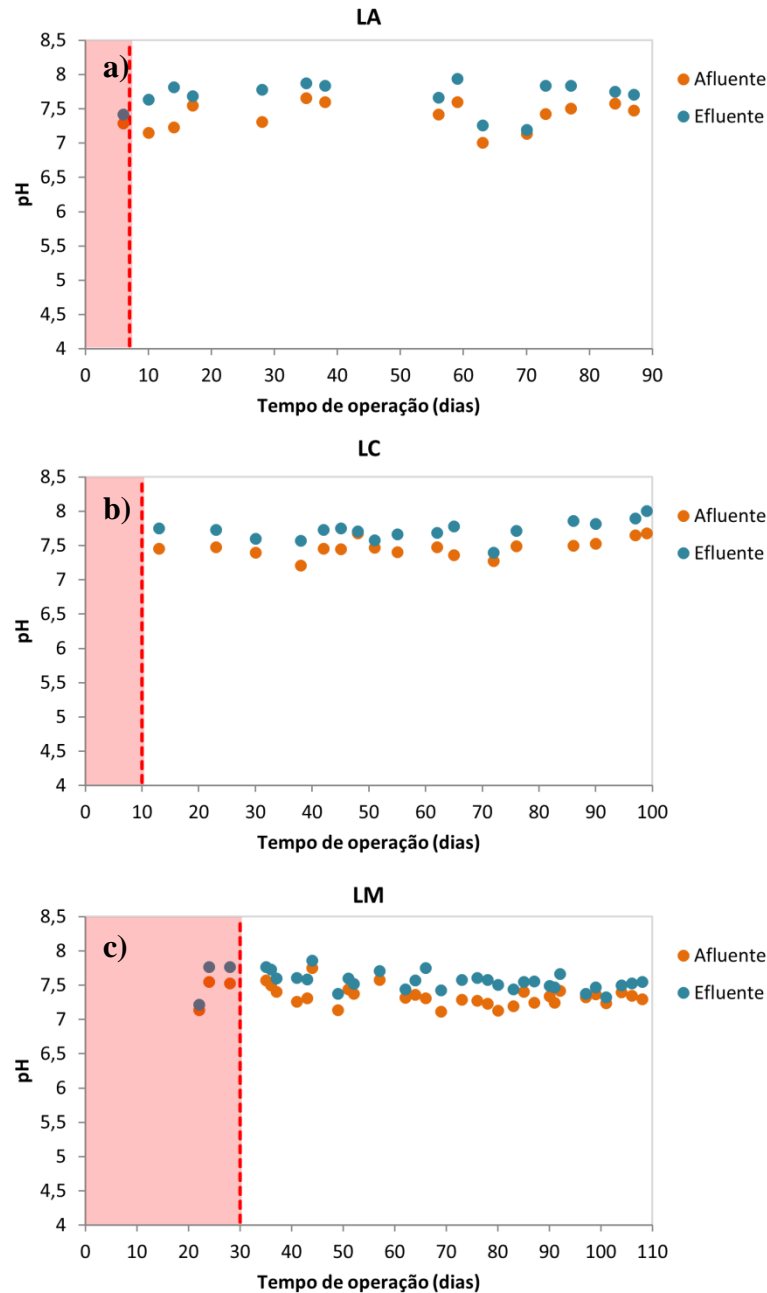 LA
a)
8,5
8
7,5
7
6,5
6
5,5
5
4,5
4
pH
0 10 20 30 40 50 60 70 80 90
Tempo de operação (dias)
Afluente
Efluente
LC
b)
8,5
8
7,5
7
6,5
6
5,5
5
4,5
4
pH
0 10 20 30 40 50 60 70 80 90 100
Tempo de operação (dias)
Afluente
Efluente
LM
c)
8,5
8
7,5
7
6,5
6
5,5
5
4,5
4
pH
0 10 20 30 40 50 60 70 80 90 100 110
Tempo de operação (dias)
Afluente
Efluente